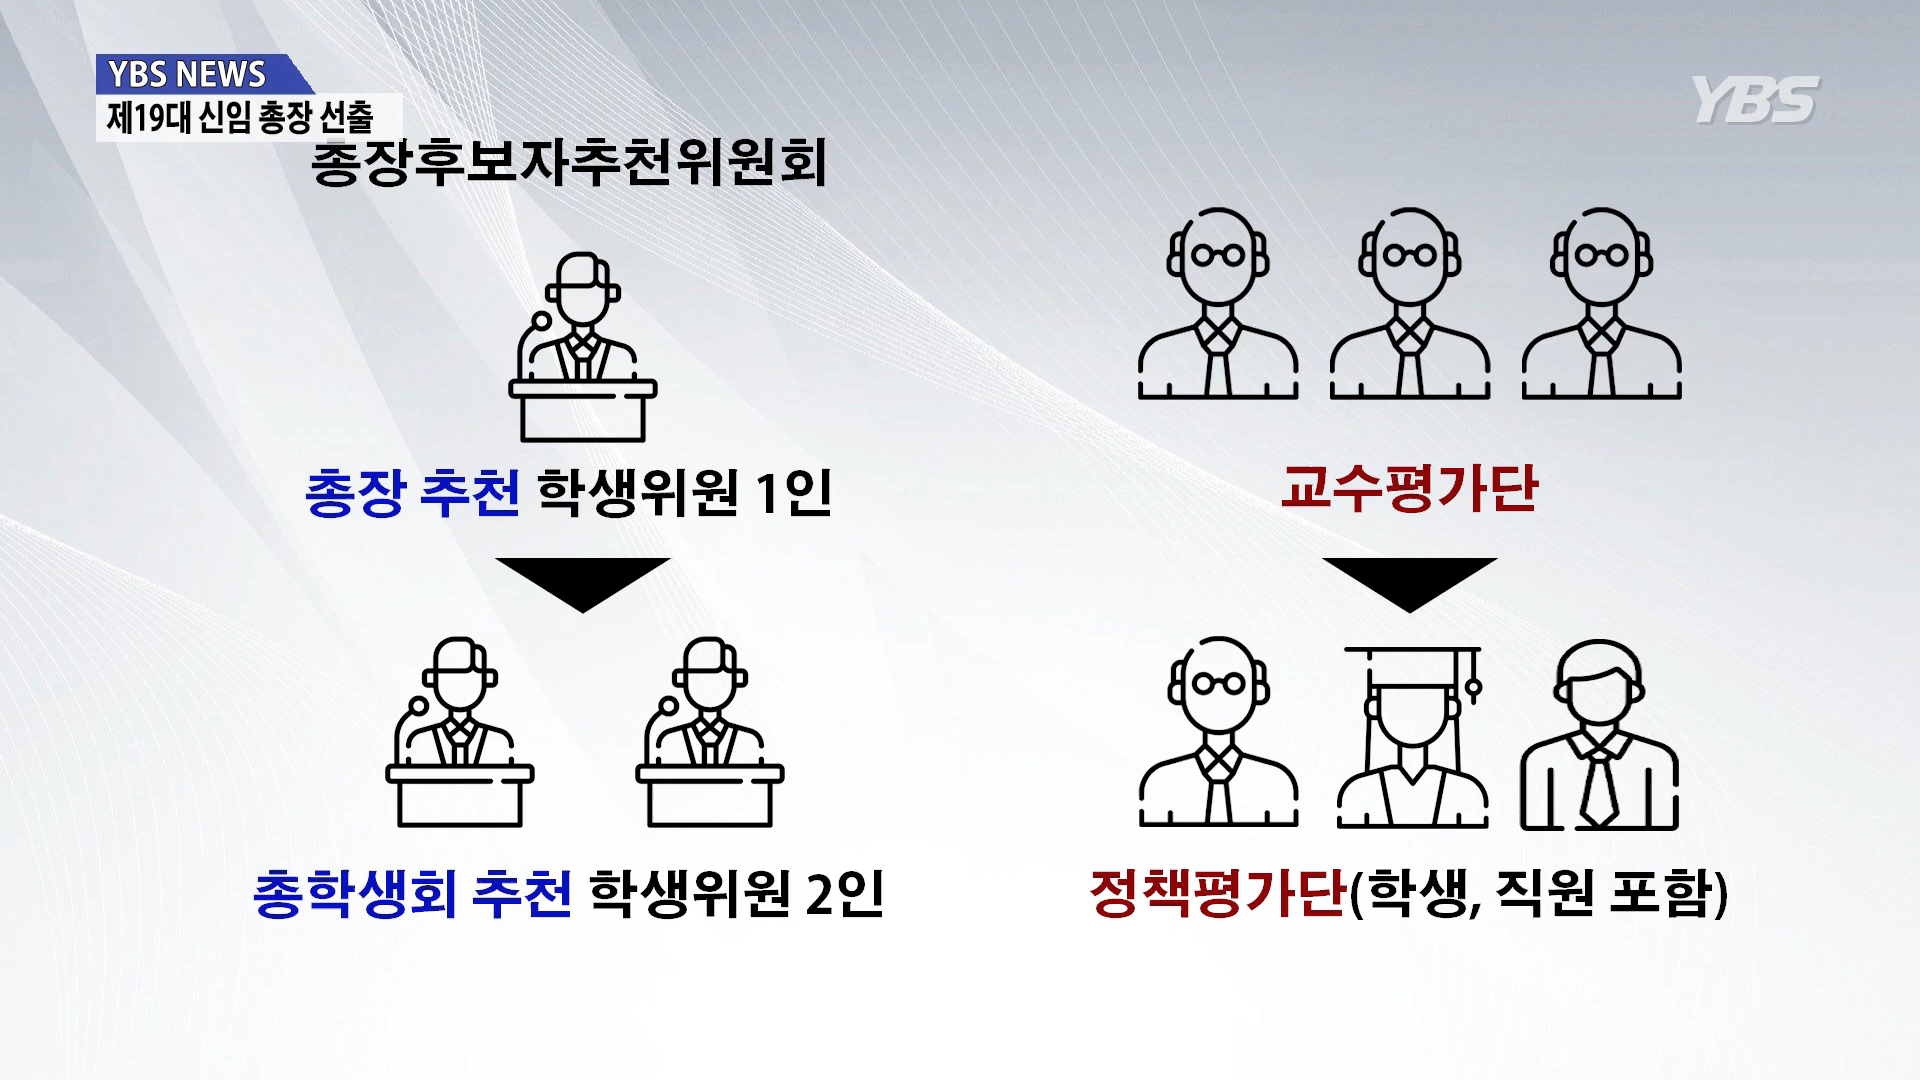 YBS NEWS
제19대 신임 총장 선출
YBS
총장후보자추천위원회
총장 추천 학생위원 1인
교수평가단
총학생회 추천 학생위원 2인
정책평가단(학생, 직원 포함)